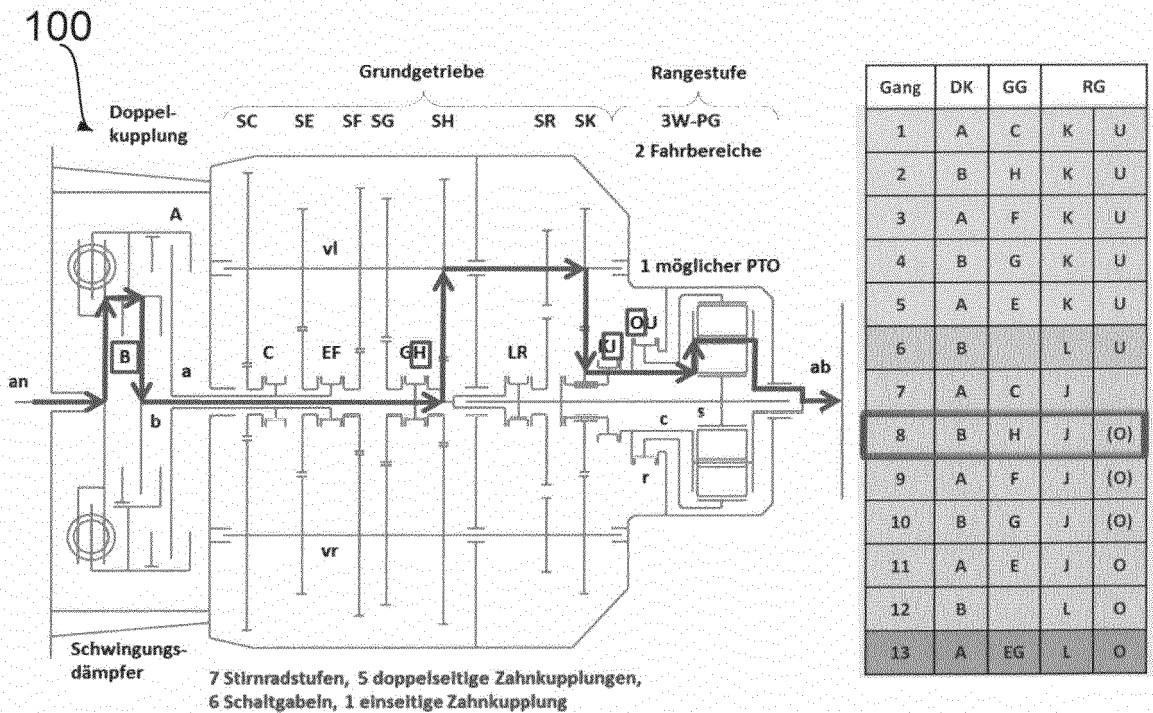 100
Doppel-
kupplung
Grundgetriebe
Rangestufe
SC SE SF SG SH SR SK
3W-PG
2 Fahrbereiche
A
vl
1 möglicher PTO
O U
B
C EF GH LR
J
an
a
ab
b
c s
r
vr
Schwingungs-
dämpfer
7 Stirnradstufen, 5 doppelseitige Zahnkupplungen,
6 Schaltgabeln, 1 einseitige Zahnkupplung
Gang DK GG RG
1 A C K U
2 B H K U
3 A F K U
4 B G K U
5 A E K U
6 B L U
7 A C J
8 B H J (O)
9 A F J (O)
10 B G J (O)
11 A E J O
12 B L O
13 A EG L O